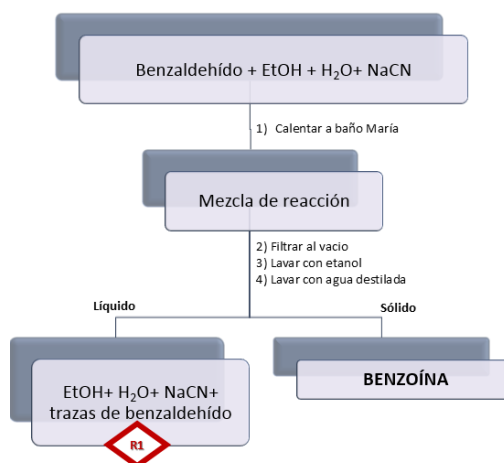 Benzaldehído + EtOH + H₂O+ NaCN
1) Calentar a baño María
Mezcla de reacción
2) Filtrar al vacio
3) Lavar con etanol
4) Lavar con agua destilada
Líquido
Sólido
EtOH+ H₂O+ NaCN+
trazas de benzaldehído
R1
BENZOÍNA